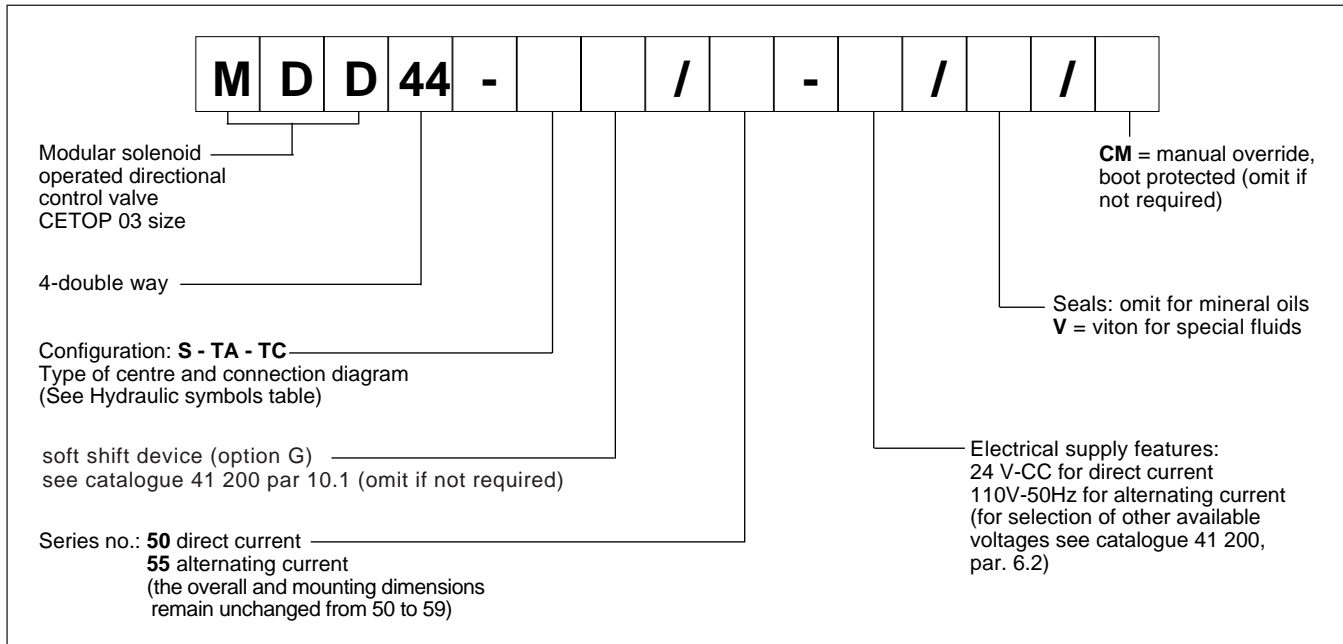 M D D 44 - / - / /
Modular solenoid
operated directional
control valve
CETOP 03 size
4-double way
Configuration: S - TA - TC
Type of centre and connection diagram
(See Hydraulic symbols table)
soft shift device (option G)
see catalogue 41 200 par 10.1 (omit if not required)
Series no.: 50 direct current
55 alternating current
(the overall and mounting dimensions
remain unchanged from 50 to 59)
CM = manual override,
boot protected (omit if
not required)
Seals: omit for mineral oils
V = viton for special fluids
Electrical supply features:
24 V-CC for direct current
110V-50Hz for alternating current
(for selection of other available
voltages see catalogue 41 200,
par. 6.2)